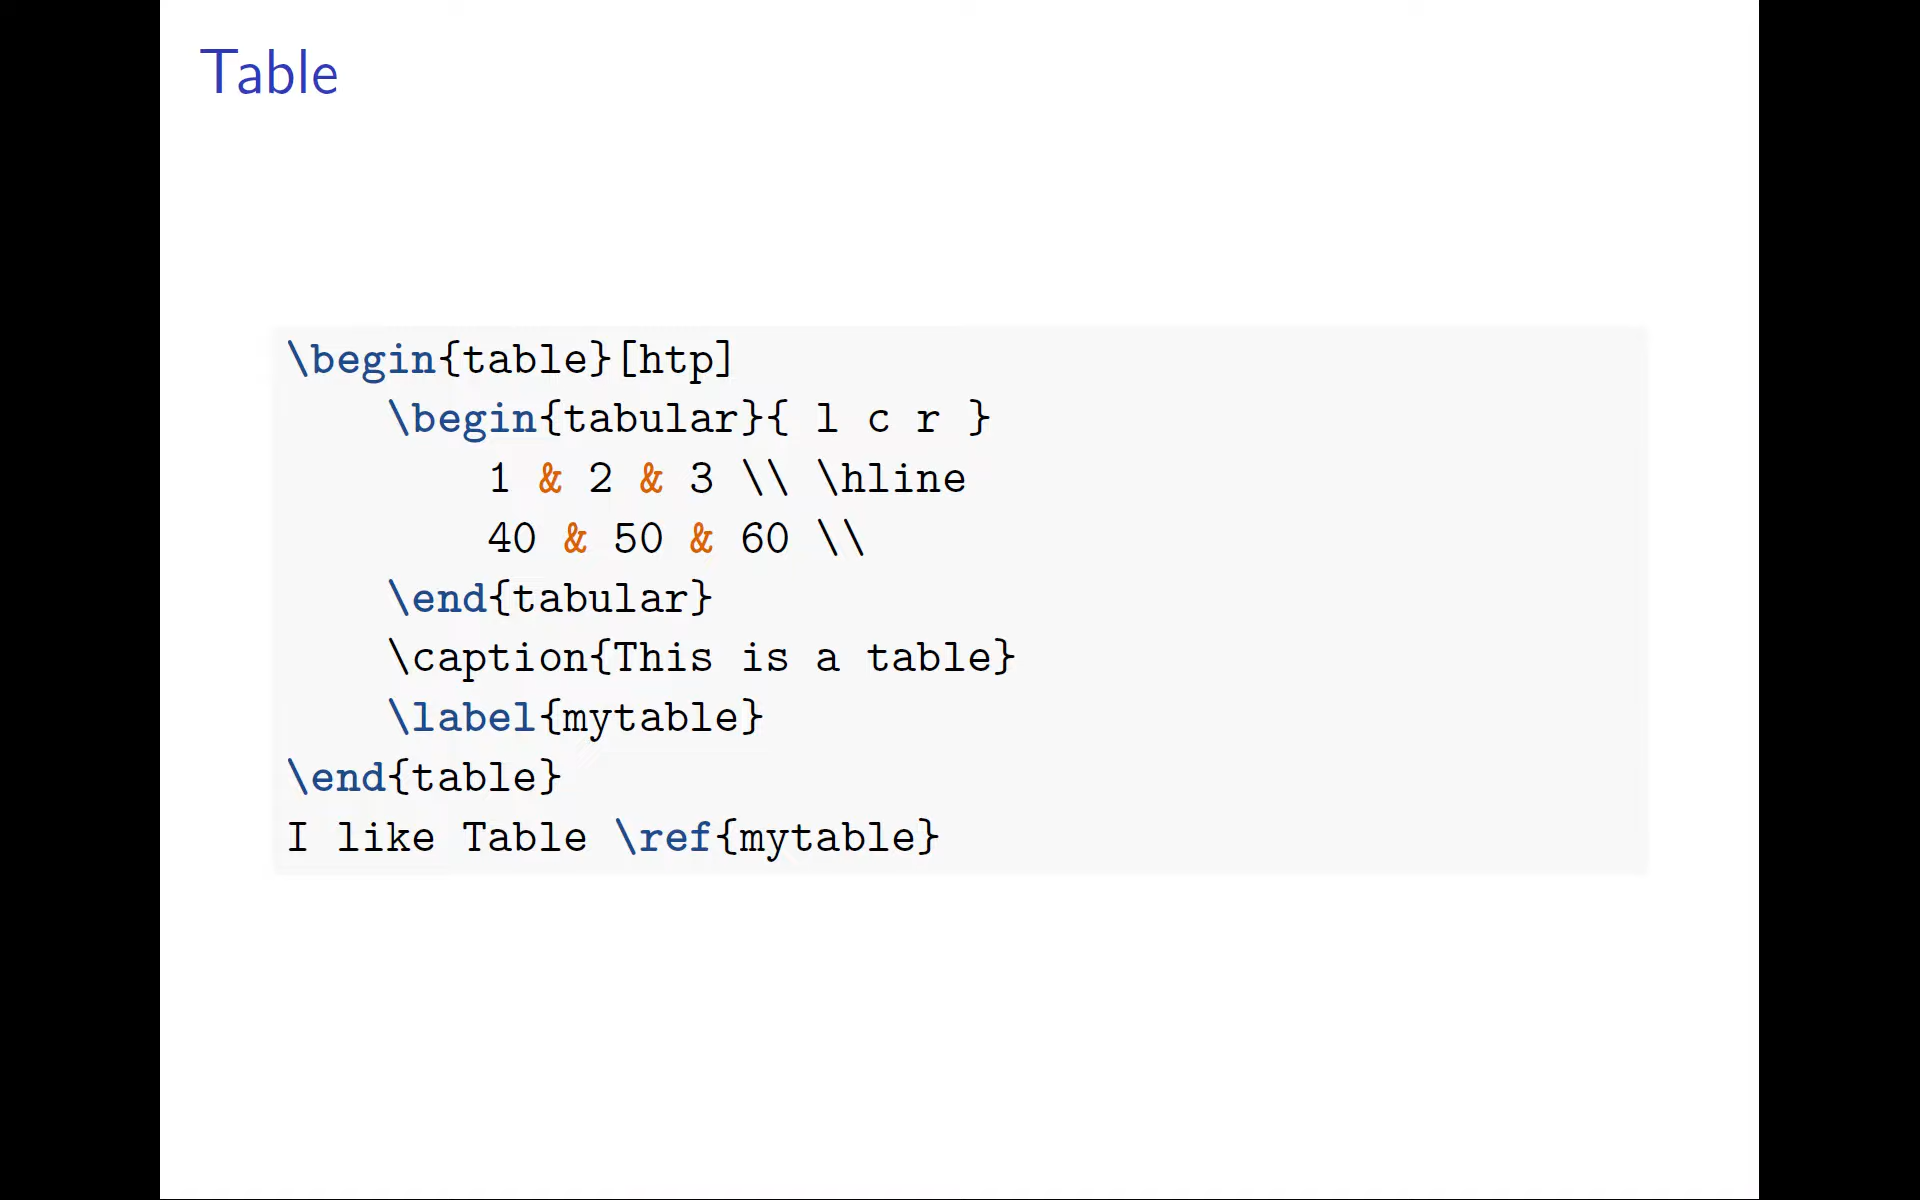 Table
\begin{table}[htp]
\begin{tabular}{ l c r }
1 & 2 & 3 \\ \hline
40 & 50 & 60 \\
\end{tabular}
\caption{This is a table}
\label{mytable}
\end{table}
I like Table \ref{mytable}